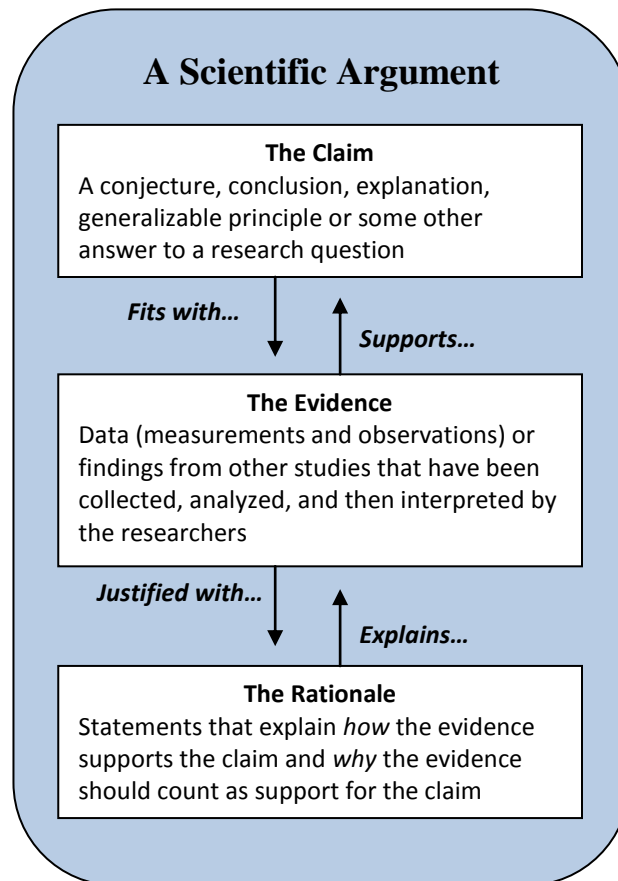 A Scientific Argument
The Claim
A conjecture, conclusion, explanation,
generalizable principle or some other
answer to a research question
Fits with…
Supports…
The Evidence
Data (measurements and observations) or
findings from other studies that have been
collected, analyzed, and then interpreted by
the researchers
Justified with…
Explains…
The Rationale
Statements that explain how the evidence
supports the claim and why the evidence
should count as support for the claim